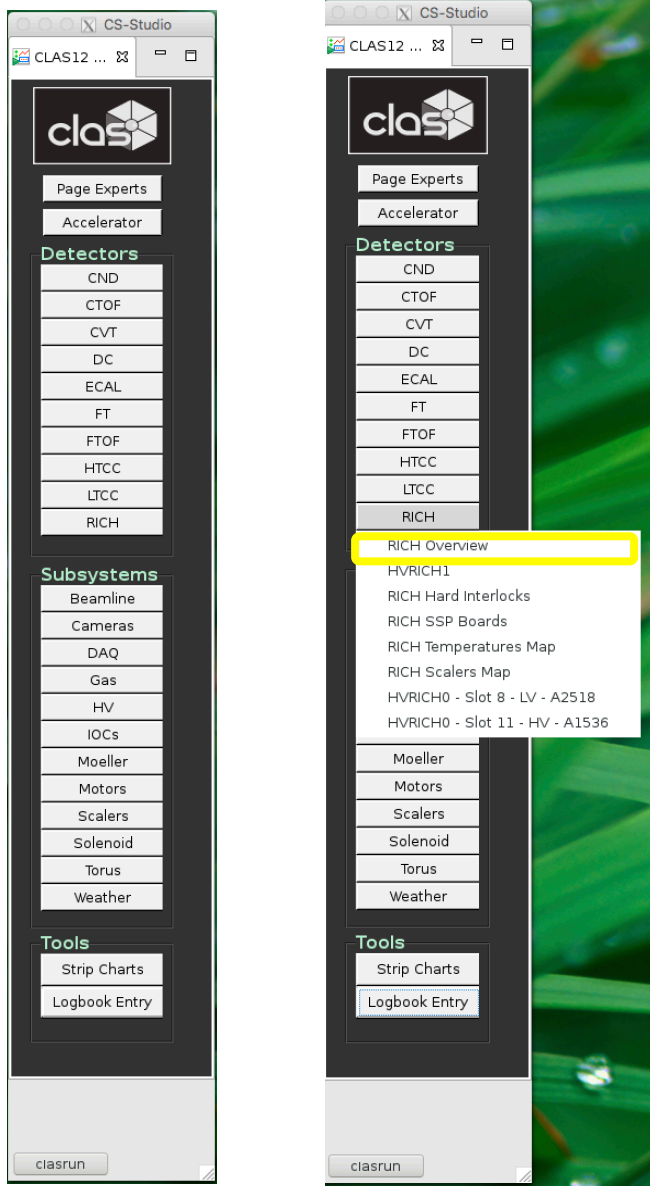 CS-Studio
CLAS12 ...
clas
Page Experts
Accelerator
Detectors
CND
CTOF
CVT
DC
ECAL
FT
FTOF
HTCC
LTCC
RICH
Subsystems
Beamline
Cameras
DAQ
Gas
HV
IOCs
Moeller
Motors
Scalers
Solenoid
Torus
Weather
Tools
Strip Charts
Logbook Entry
clasrun
CS-Studio
CLAS12 ...
clas
Page Experts
Accelerator
Detectors
CND
CTOF
CVT
DC
ECAL
FT
FTOF
HTCC
LTCC
RICH
RICH Overview
HVRICH1
RICH Hard Interlocks
RICH SSP Boards
RICH Temperatures Map
RICH Scalers Map
HVRICH0 - Slot 8 - LV - A2518
HVRICH0 - Slot 11 - HV - A1536
Moeller
Motors
Scalers
Solenoid
Torus
Weather
Tools
Strip Charts
Logbook Entry
clasrun